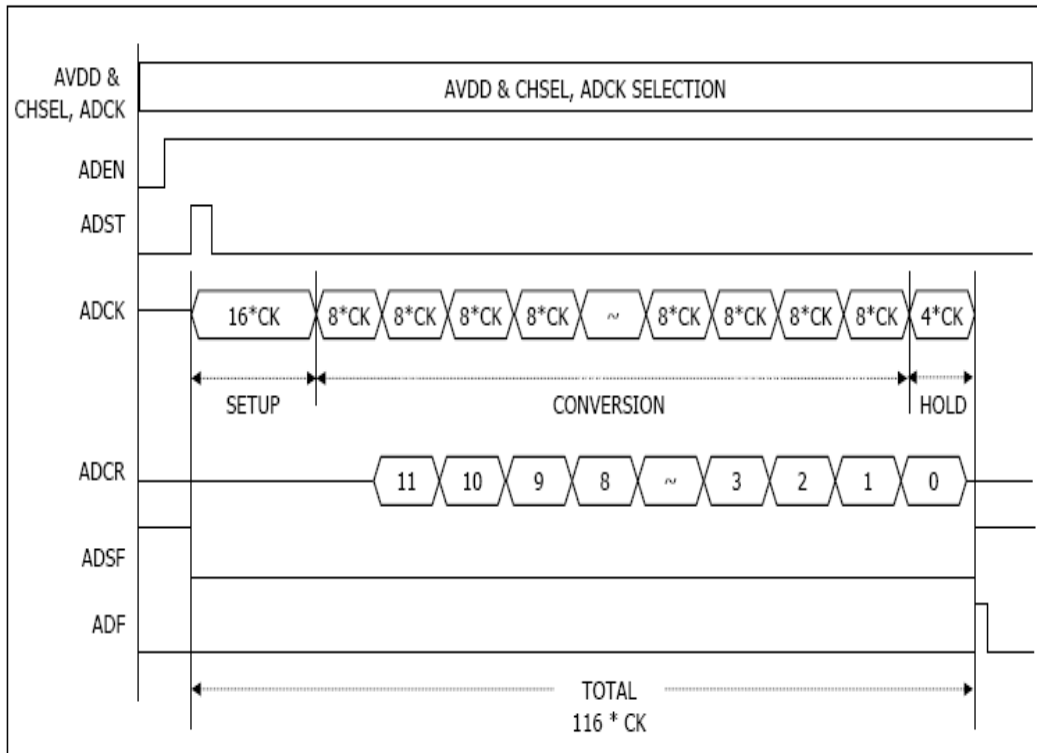 AVDD &
CHSEL, ADCK
AVDD & CHSEL, ADCK SELECTION
ADEN
ADST
ADCK
16*CK 8*CK 8*CK 8*CK 8*CK ~ 8*CK 8*CK 8*CK 8*CK 4*CK
SETUP CONVERSION HOLD
ADCR
11 10 9 8 ~ 3 2 1 0
ADSF
ADF
TOTAL
116 * CK